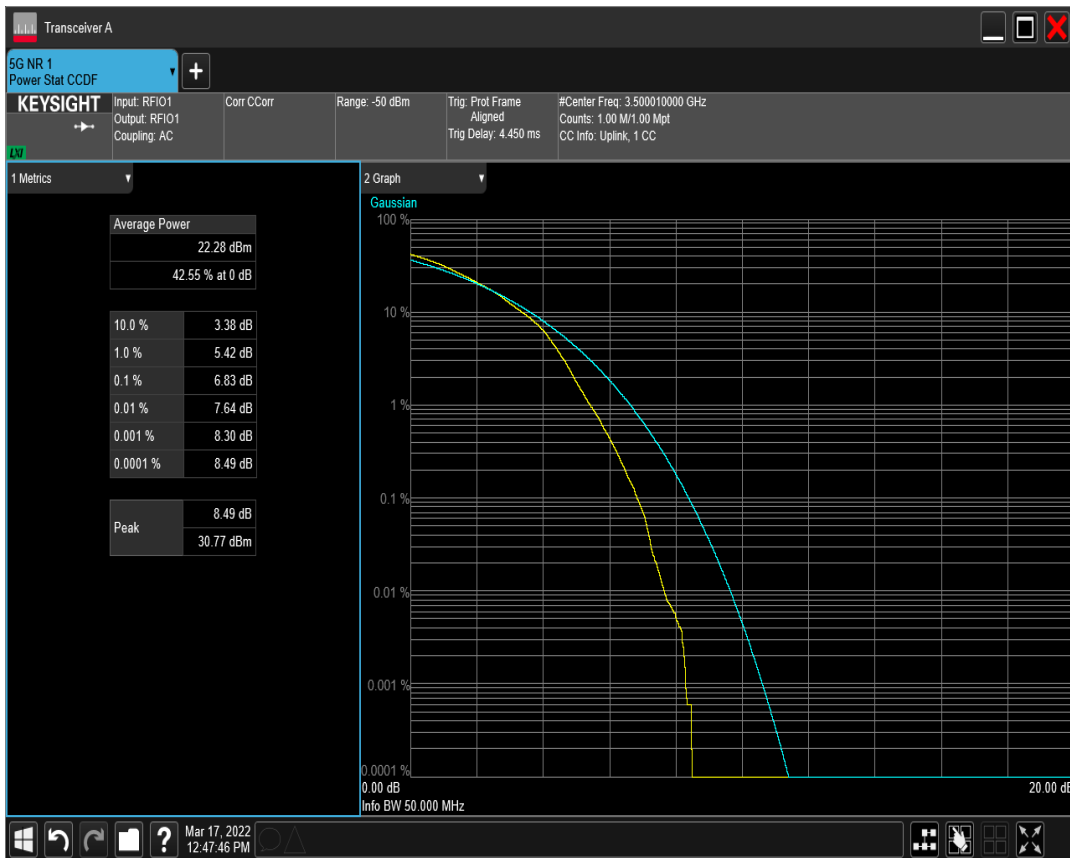 Transceiver A
5G NR 1
Power Stat CCDF
KEYSIGHT
LXI
Input: RFIO1
Output: RFIO1
Coupling: AC
Corr CCorr
Range: -50 dBm
Trig: Prot Frame
Aligned
Trig Delay: 4.450 ms
#Center Freq: 3.500010000 GHz
Counts: 1.00 M/1.00 Mpt
CC Info: Uplink, 1 CC
1 Metrics
Average Power
22.28 dBm
42.55 % at 0 dB
10.0 % 3.38 dB
1.0 % 5.42 dB
0.1 % 6.83 dB
0.01 % 7.64 dB
0.001 % 8.30 dB
0.0001 % 8.49 dB
Peak
8.49 dB
30.77 dBm
2 Graph
Gaussian
100 %
10 %
1 %
0.1 %
0.01 %
0.001 %
0.0001 %
0.00 dB 20.00 dB
Info BW 50.000 MHz
?
Mar 17, 2022
12:47:46 PM